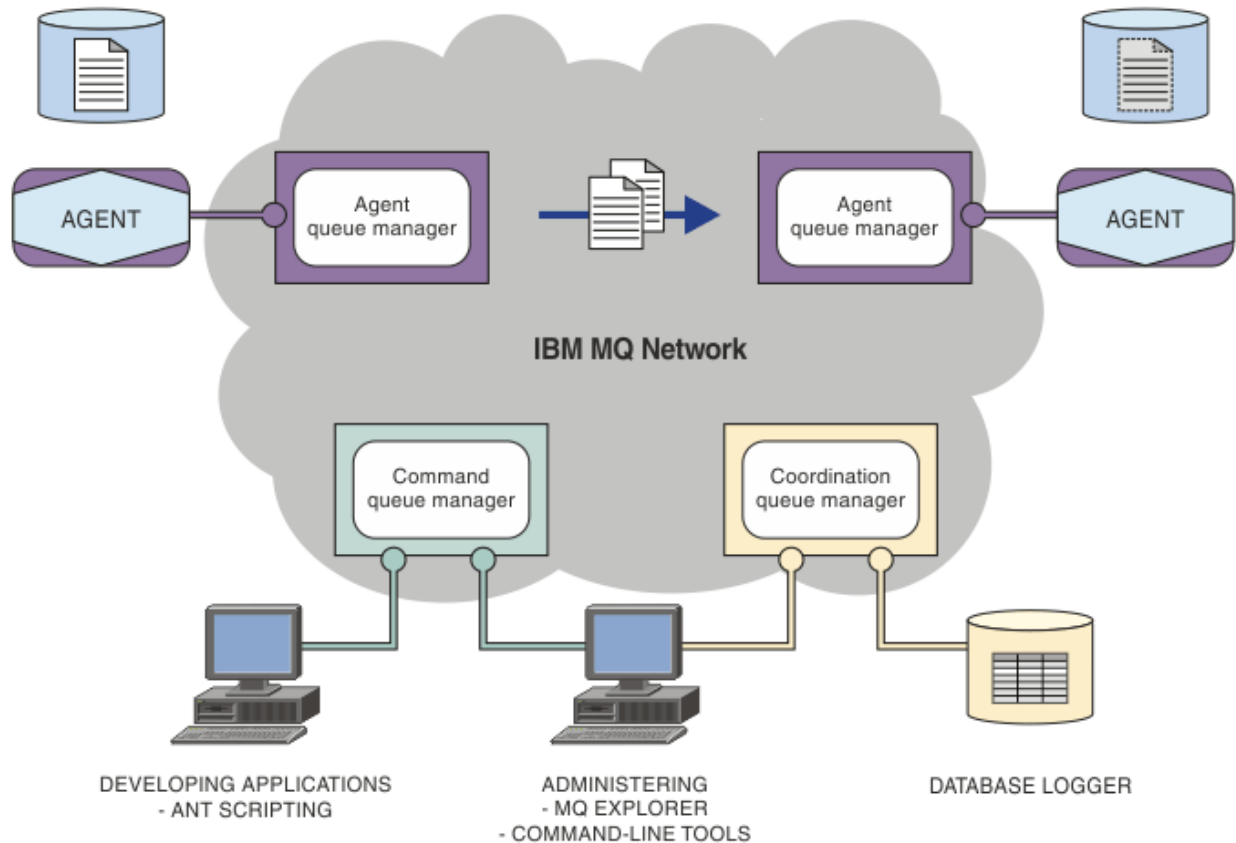 AGENT
Agent
queue manager
Agent
queue manager
AGENT
IBM MQ Network
Command
queue manager
Coordination
queue manager
DEVELOPING APPLICATIONS
- ANT SCRIPTING
ADMINISTERING
- MQ EXPLORER
- COMMAND-LINE TOOLS
DATABASE LOGGER